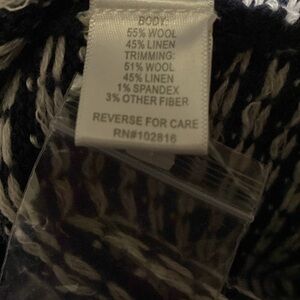 BODY:
55% WOOL
45% LINEN
TRIMMING:
51% WOOL
45% LINEN
1% SPANDEX
3% OTHER FIBER
REVERSE FOR CARE
RN#102816